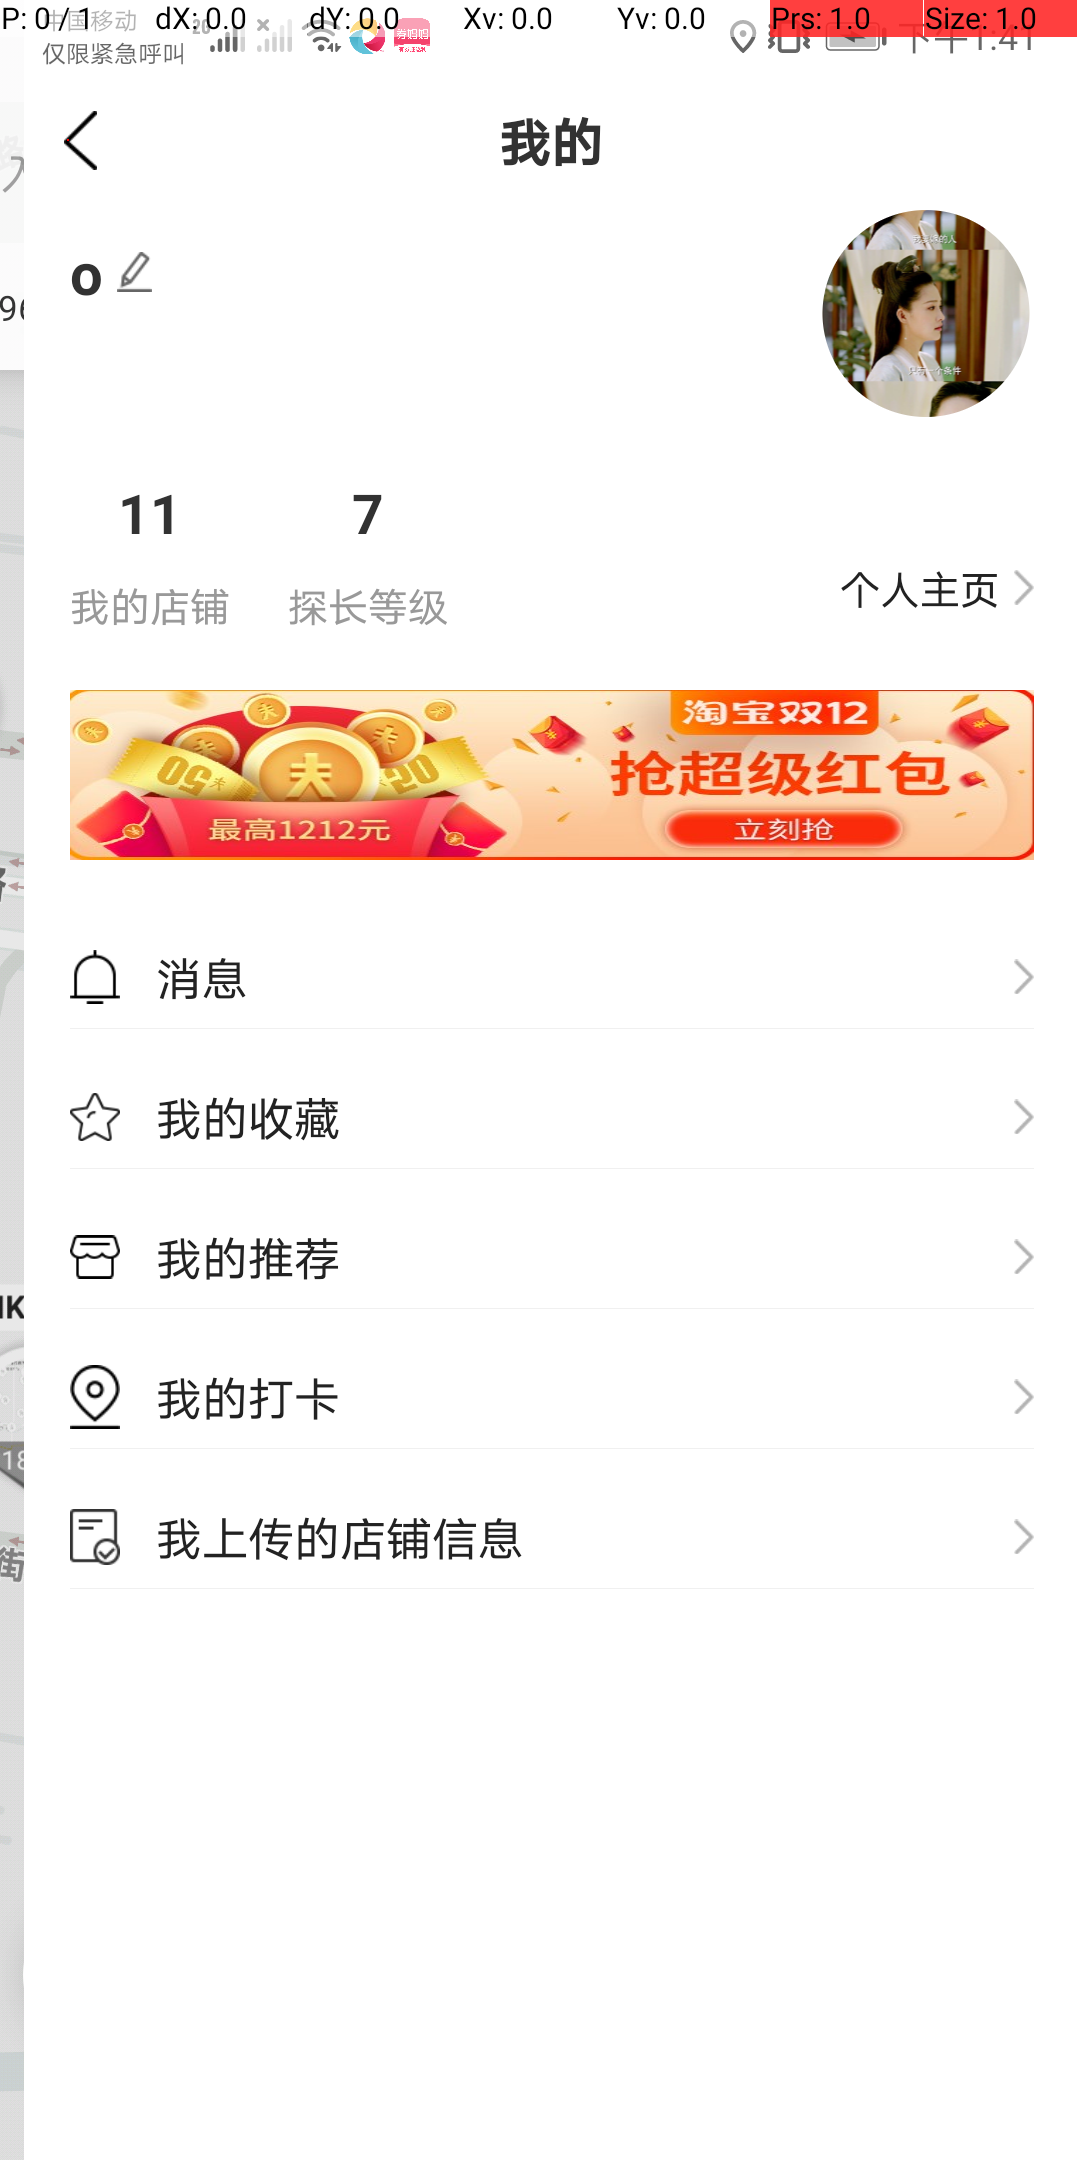 P: 0 / 1 dX: 0.0 dY: 0.0 Xv: 0.0 Yv: 0.0 Prs: 1.0 Size: 1.0
中国移动 下午1:41
仅限紧急呼叫
我的
o
11 7
我的店铺 探长等级
个人主页
淘宝双12
抢超级红包
最高1212元
立刻抢
消息
我的收藏
我的推荐
我的打卡
我上传的店铺信息